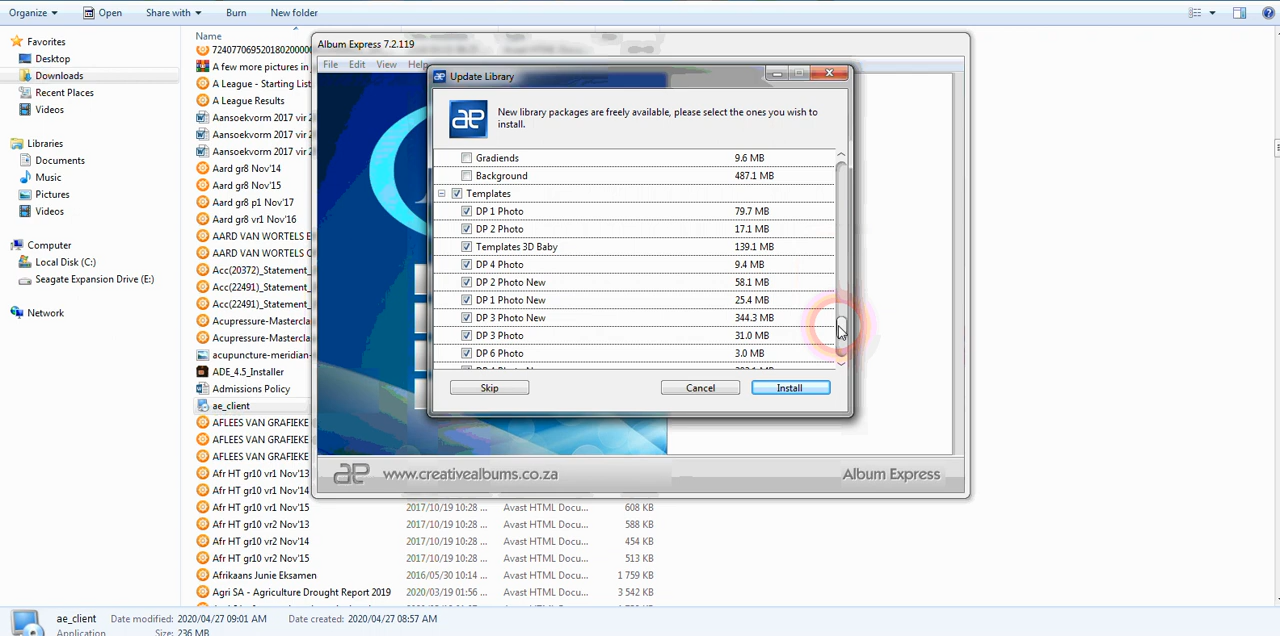 Organize Open Share with Burn New folder
Favorites
Desktop
Downloads
Recent Places
Videos
Libraries
Documents
Music
Pictures
Videos
Computer
Local Disk (C:)
Seagate Expansion Drive (E:)
Network
Name
7240770695201802000
A few more pictures in
A League - Starting List
A League Results
Aansoekvorm 2017 vir
Aansoekvorm 2017 vir
Aansoekvorm 2017 vir
Aard gr8 Nov'14
Aard gr8 Nov'15
Aard gr8 p1 Nov'17
Aard gr8 vr1 Nov'16
AARD VAN WORTELS E
AARD VAN WORTELS
Acc(20372)_Statement_
Acc(22491)_Statement_
Acc(22491)_Statement_
Acupressure-Mastercla
Acupressure-Mastercla
acupuncture-meridian-
ADE_4.5_Installer
Admissions Policy
ae_client
AFLEES VAN GRAFIEKE
AFLEES VAN GRAFIEKE
AFLEES VAN GRAFIEKE
Afr HT gr10 vr1 Nov'13
Afr HT gr10 vr1 Nov'14
Afr HT gr10 vr1 Nov'15 2017/10/19 10:28 ... Avast HTML Docu... 608 KB
Afr HT gr10 vr2 Nov'13 2017/10/19 10:28 ... Avast HTML Docu... 588 KB
Afr HT gr10 vr2 Nov'14 2017/10/19 10:28 ... Avast HTML Docu... 654 KB
Afr HT gr10 vr2 Nov'15 2017/10/19 10:28 ... Avast HTML Docu... 513 KB
Afrikaans Junie Eksamen 2016/05/30 10:14 ... Avast HTML Docu... 1 759 KB
Agri SA - Agriculture Drought Report 2019 2020/03/19 01:56 ... Avast HTML Docu... 3 542 KB
Album Express 7.2.119
File Edit View Help
Update Library
ae
New library packages are freely available, please select the ones you wish to
install.
Gradiends 9.6 MB
Background 487.1 MB
Templates
DP 1 Photo 79.7 MB
DP 2 Photo 17.1 MB
Templates 3D Baby 139.1 MB
DP 4 Photo 9.4 MB
DP 2 Photo New 58.1 MB
DP 1 Photo New 25.4 MB
DP 3 Photo New 344.3 MB
DP 3 Photo 31.0 MB
DP 6 Photo 3.0 MB
Skip Cancel Install
ae www.creativealbums.co.za Album Express
ae_client Date modified: 2020/04/27 09:01 AM Date created: 2020/04/27 08:57 AM
Application Size: 236 MB